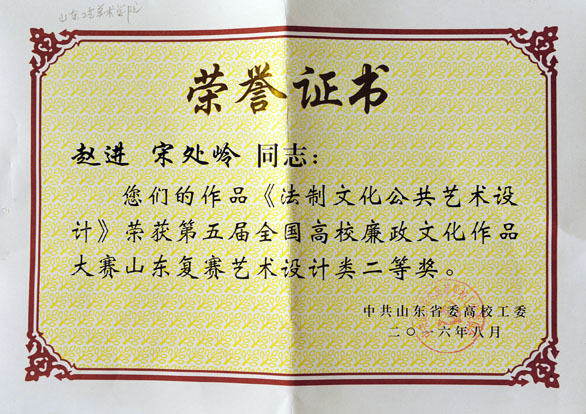 山东工艺美术学院
荣誉证书
赵进 宋处岭 同志：
您们的作品《法制文化公共艺术设
计》荣获第五届全国高校廉政文化作品
大赛山东复赛艺术设计类二等奖。
中共山东省委高校工委
二〇一六年八月